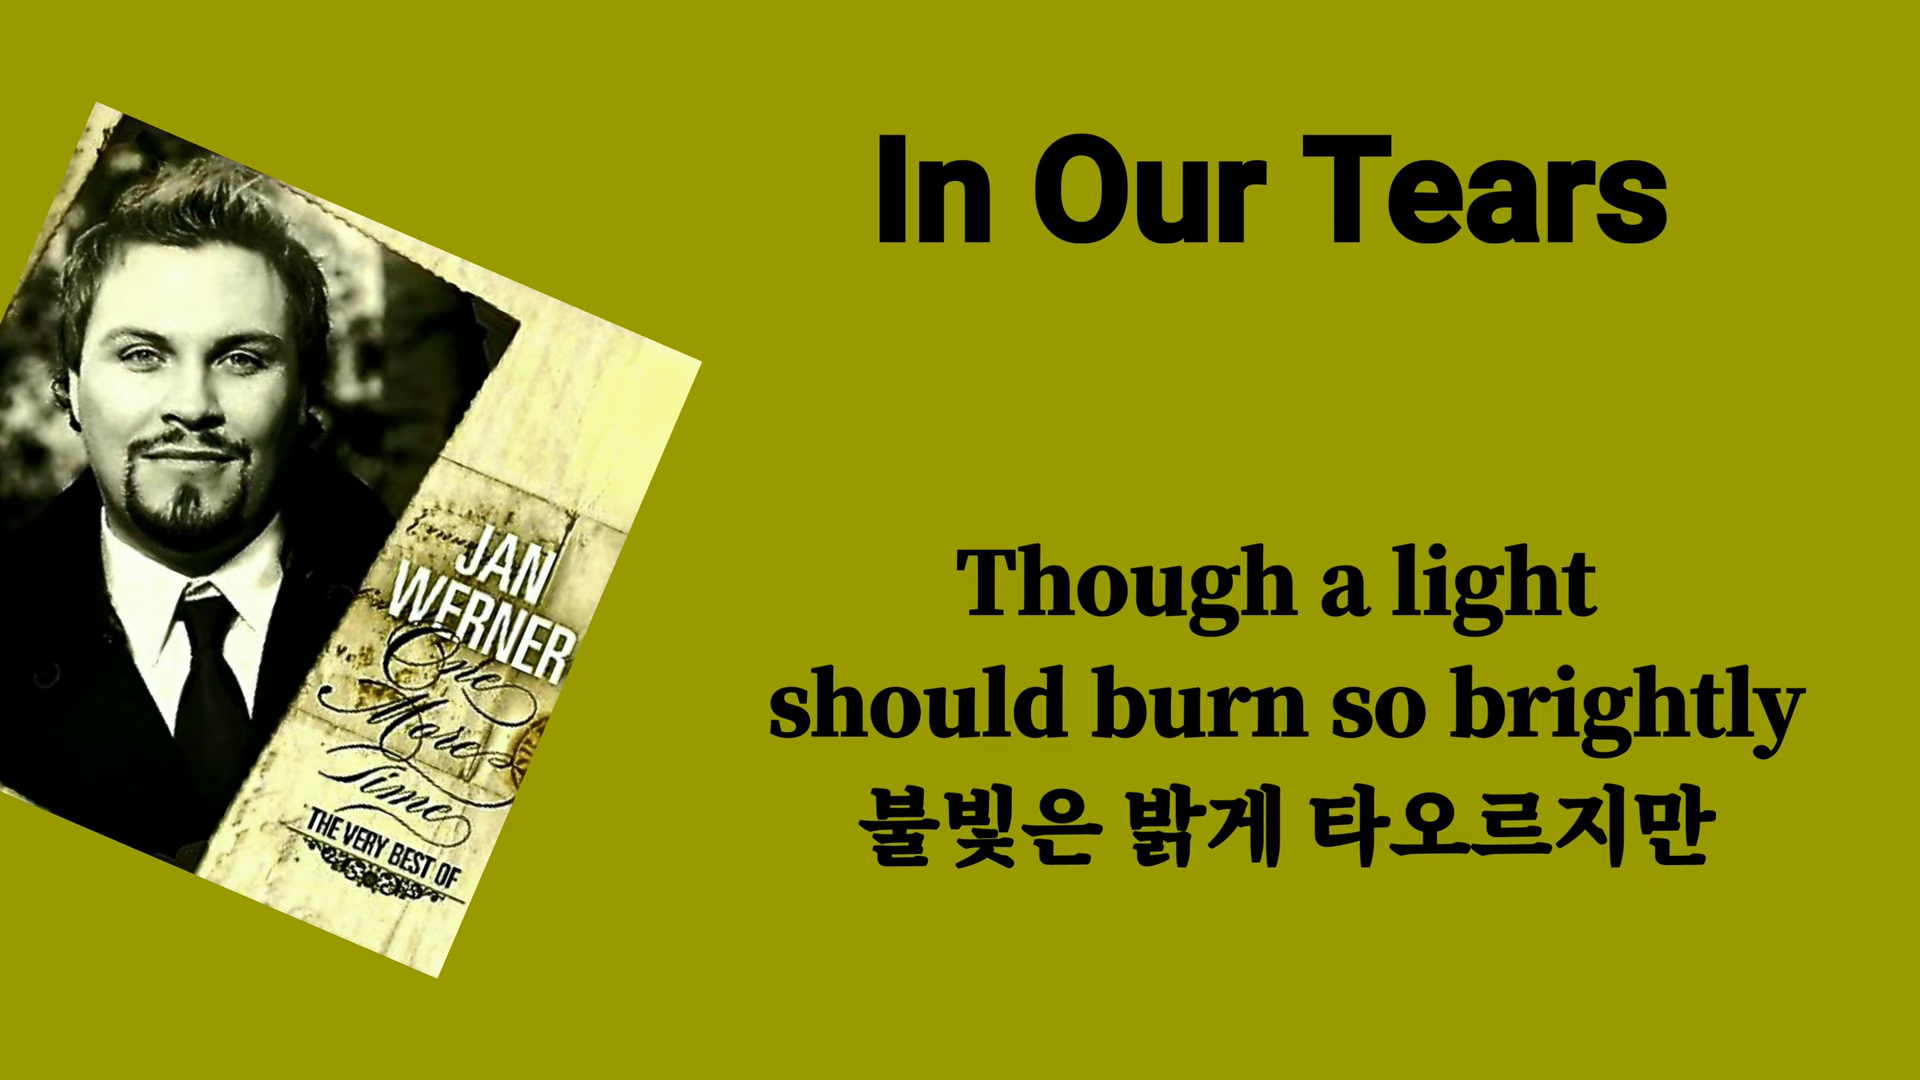 In Our Tears
JAN
WERNER
One
More
Time
THE VERY BEST OF
Though a light
should burn so brightly
불빛은 밝게 타오르지만